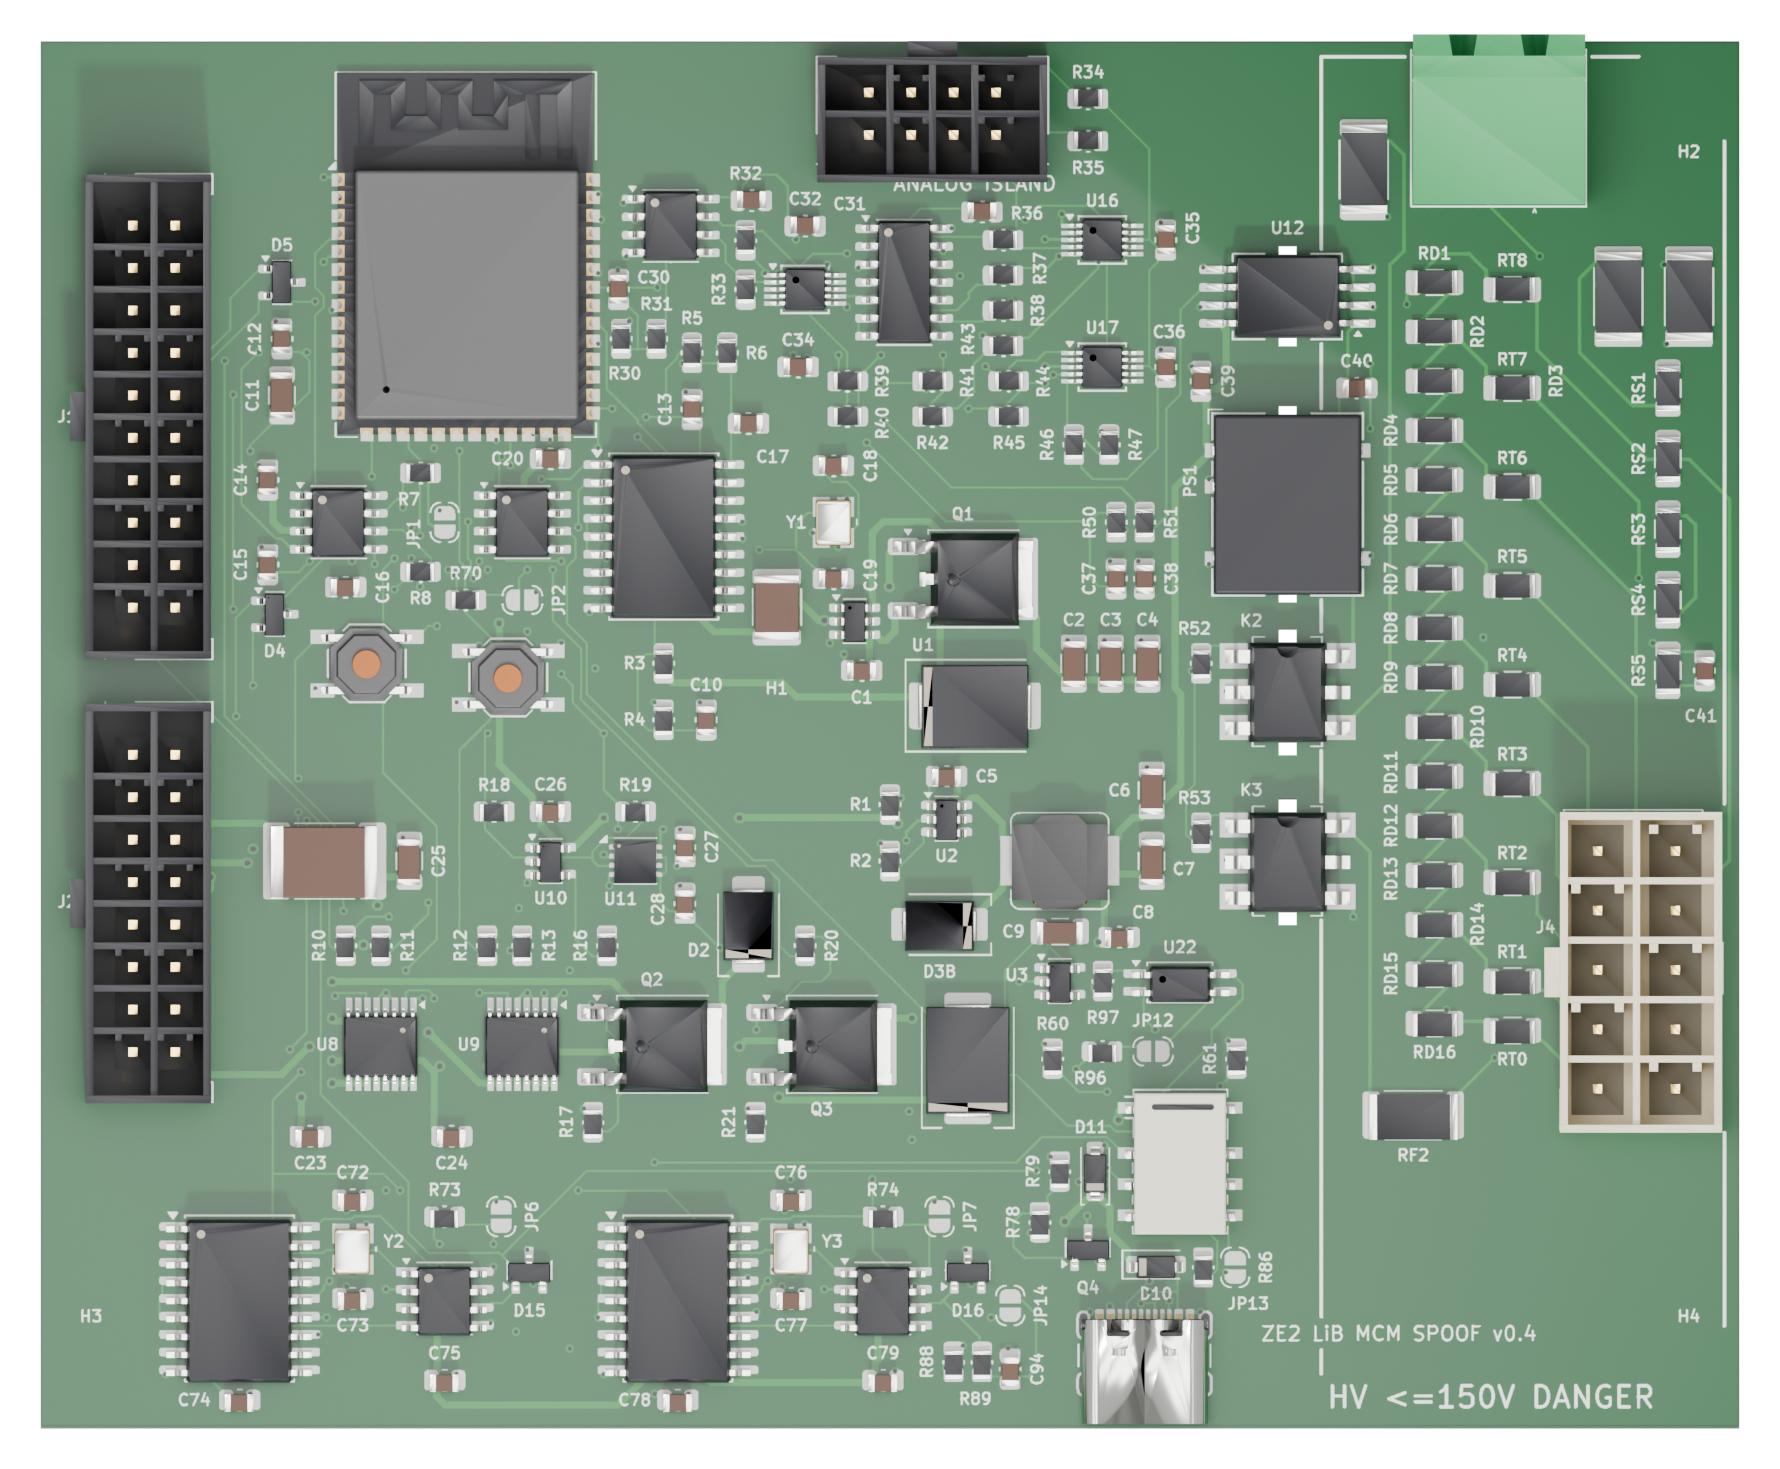 R34
R35
H2
ANALOG ISLAND
R32
C32
C31
R36
U16
C35
U12
D5
C30
R31
R33
R37
R38
RD1
RT8
RD2
C12
R5
R6
R43
U17
C36
C34
R30
R39
R41
R44
C39
C40
RT7
RD3
RS1
C11
C13
R40
R42
R45
R46
R47
RD4
C20
C17
C18
RT6
RS2
C14
R7
PS1
RD5
JP1
Y1
Q1
R50
R51
RD6
RS3
C15
C16
R8
R70
JP2
C19
C37
C38
RD7
RT5
RS4
D4
U1
C2
C3
C4
R52
K2
RD8
R3
C10
H1
C1
RD9
RT4
RS5
R4
C41
RD10
R18
C26
R19
R1
C5
C6
R53
K3
RD11
RT3
C25
U10
U11
C27
R2
U2
C7
RD12
C28
RD13
RT2
R10
R11
R12
R13
R16
D2
R20
C9
C8
RD14
J4
D3B
U3
U22
RD15
RT1
Q2
U8
U9
R60
R97
JP12
R61
RD16
RT0
R96
R17
R21
Q3
D11
C23
C24
RF2
C72
R73
JP6
C76
R74
JP7
R79
R78
Y2
Y3
R86
D15
D16
JP14
Q4
D10
JP13
H3
H4
C73
C77
ZE2 LiB MCM SPOOF v0.4
C75
C79
R88
R89
C94
C74
C78
HV <=150V DANGER